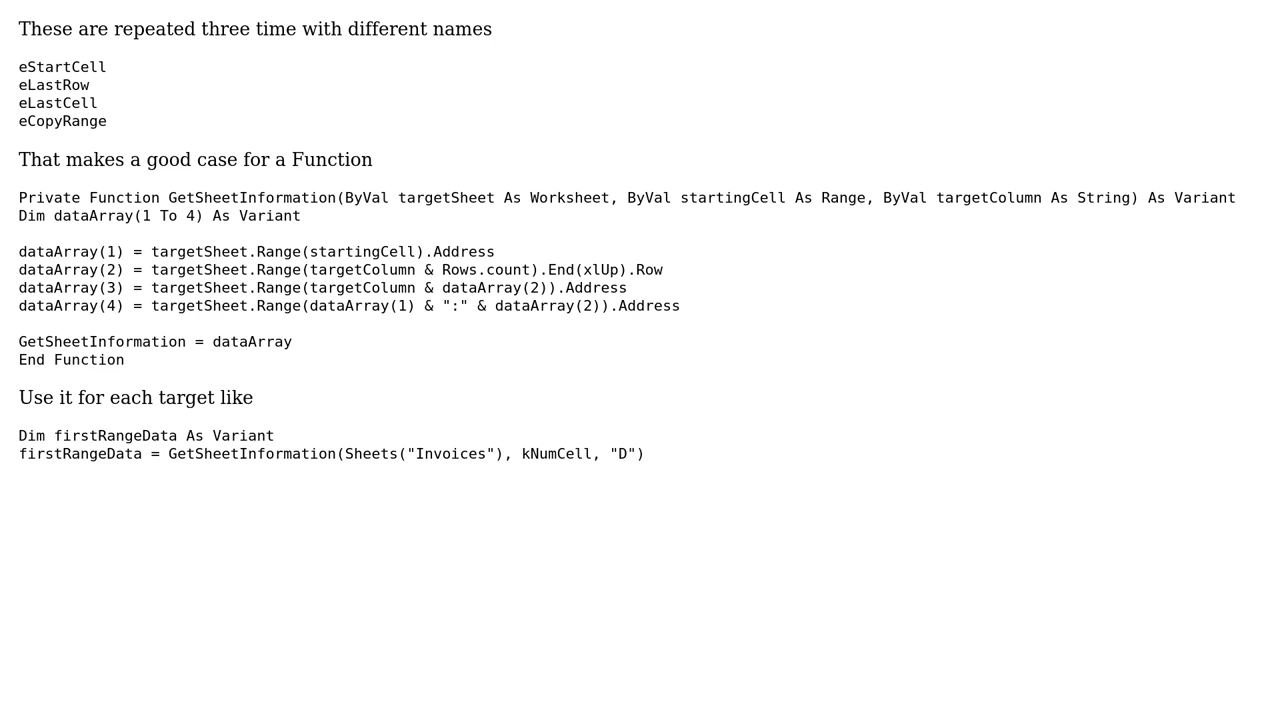 These are repeated three time with different names
eStartCell
eLastRow
eLastCell
eCopyRange
That makes a good case for a Function
Private Function GetSheetInformation(ByVal targetSheet As Worksheet, ByVal startingCell As Range, ByVal targetColumn As String) As Variant
Dim dataArray(1 To 4) As Variant
dataArray(1) = targetSheet.Range(startingCell).Address
dataArray(2) = targetSheet.Range(targetColumn & Rows.count).End(xlUp).Row
dataArray(3) = targetSheet.Range(targetColumn & dataArray(2)).Address
dataArray(4) = targetSheet.Range(dataArray(1) & ":" & dataArray(2)).Address
GetSheetInformation = dataArray
End Function
Use it for each target like
Dim firstRangeData As Variant
firstRangeData = GetSheetInformation(Sheets("Invoices"), kNumCell, "D")